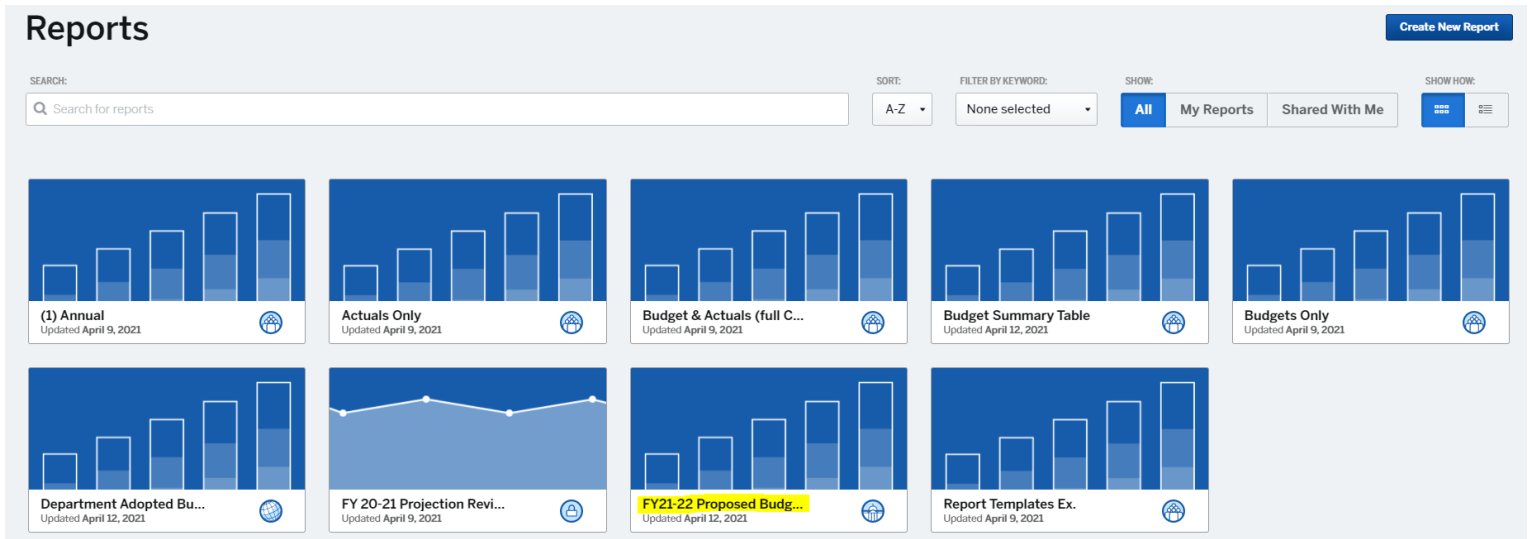 Reports
Create New Report
SEARCH:
Search for reports
SORT:
A-Z
FILTER BY KEYWORD:
None selected
SHOW:
All
My Reports
Shared With Me
SHOW HOW:
(1) Annual
Updated April 9, 2021
Actuals Only
Updated April 9, 2021
Budget & Actuals (full C...
Updated April 9, 2021
Budget Summary Table
Updated April 12, 2021
Budgets Only
Updated April 9, 2021
Department Adopted Bu...
Updated April 12, 2021
FY 20-21 Projection Revi...
Updated April 9, 2021
FY21-22 Proposed Budg...
Updated April 12, 2021
Report Templates Ex.
Updated April 9, 2021